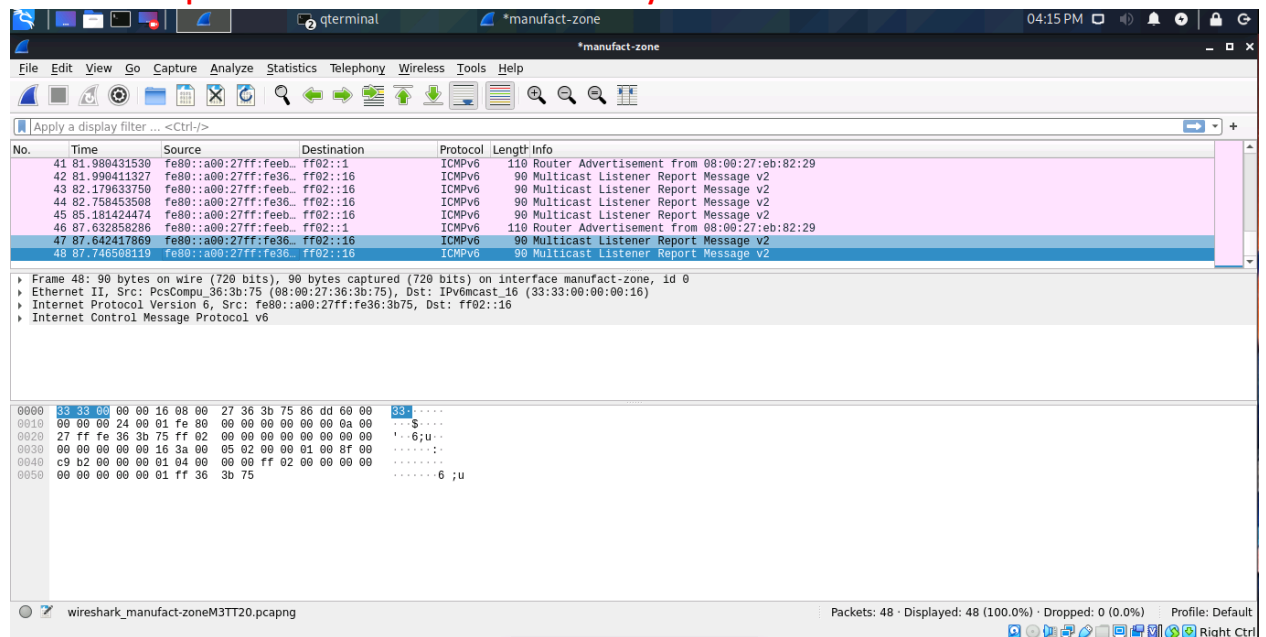 qterminal
*manufact-zone
04:15 PM
*manufact-zone
File Edit View Go Capture Analyze Statistics Telephony Wireless Tools Help
Apply a display filter ... <Ctrl-/>
No. Time Source Destination Protocol Length Info
41 81.980431530 fe80::a00:27ff:feeb… ff02::1 ICMPv6 110 Router Advertisement from 08:00:27:eb:82:29
42 81.990411327 fe80::a00:27ff:fe36… ff02::16 ICMPv6 90 Multicast Listener Report Message v2
43 82.179633750 fe80::a00:27ff:feeb… ff02::16 ICMPv6 90 Multicast Listener Report Message v2
44 82.758453508 fe80::a00:27ff:fe36… ff02::16 ICMPv6 90 Multicast Listener Report Message v2
45 85.181424474 fe80::a00:27ff:feeb… ff02::16 ICMPv6 90 Multicast Listener Report Message v2
46 87.632858286 fe80::a00:27ff:feeb… ff02::1 ICMPv6 110 Router Advertisement from 08:00:27:eb:82:29
47 87.642417869 fe80::a00:27ff:fe36… ff02::16 ICMPv6 90 Multicast Listener Report Message v2
48 87.746508119 fe80::a00:27ff:fe36… ff02::16 ICMPv6 90 Multicast Listener Report Message v2
Frame 48: 90 bytes on wire (720 bits), 90 bytes captured (720 bits) on interface manufact-zone, id 0
Ethernet II, Src: PcsCompu_36:3b:75 (08:00:27:36:3b:75), Dst: IPv6mcast_16 (33:33:00:00:00:16)
Internet Protocol Version 6, Src: fe80::a00:27ff:fe36:3b75, Dst: ff02::16
Internet Control Message Protocol v6
0000 33 33 00 00 00 16 08 00 27 36 3b 75 86 dd 60 00 33·····
0010 00 00 00 24 00 01 fe 80 00 00 00 00 00 00 0a 00 ···$····
0020 27 ff fe 36 3b 75 ff 02 00 00 00 00 00 00 00 00 '··6;u··
0030 00 00 00 00 00 16 3a 00 05 02 00 00 01 00 8f 00 ······:·
0040 c9 b2 00 00 00 01 04 00 00 00 ff 02 00 00 00 00 ········
0050 00 00 00 00 00 01 ff 36 3b 75 ·······6 ;u
wireshark_manufact-zoneM3TT20.pcapng Packets: 48 · Displayed: 48 (100.0%) · Dropped: 0 (0.0%) Profile: Default
Right Ctrl